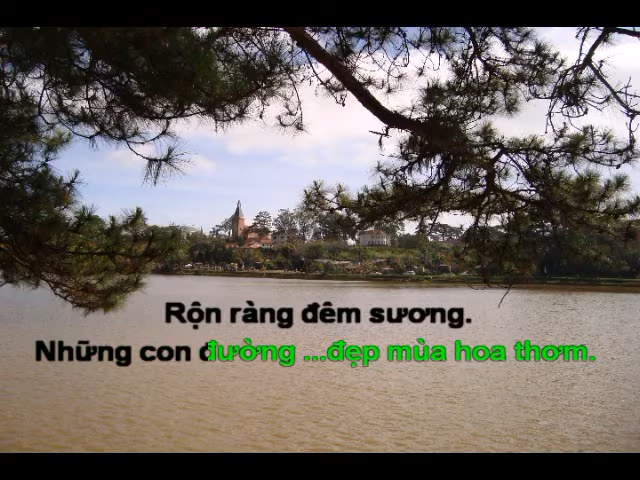 Rộn ràng đêm sương.
Những con đường ...đẹp mùa hoa thơm.